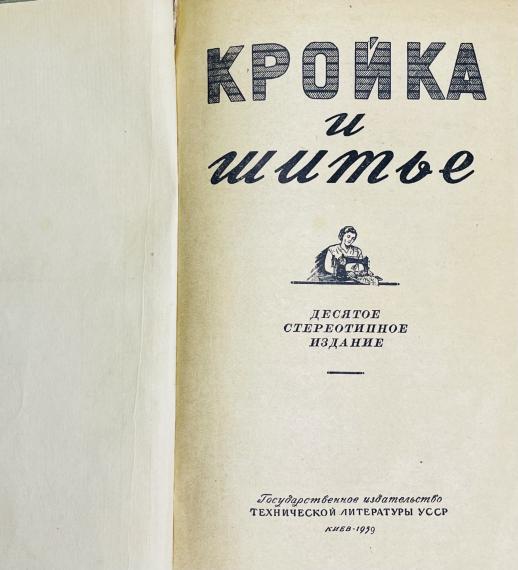 КРОЙКА
и
шитье
ДЕСЯТОЕ
СТЕРЕОТИПНОЕ
ИЗДАНИЕ
Государственное издательство
ТЕХНИЧЕСКОЙ ЛИТЕРАТУРЫ УССР
КИЕВ-1959